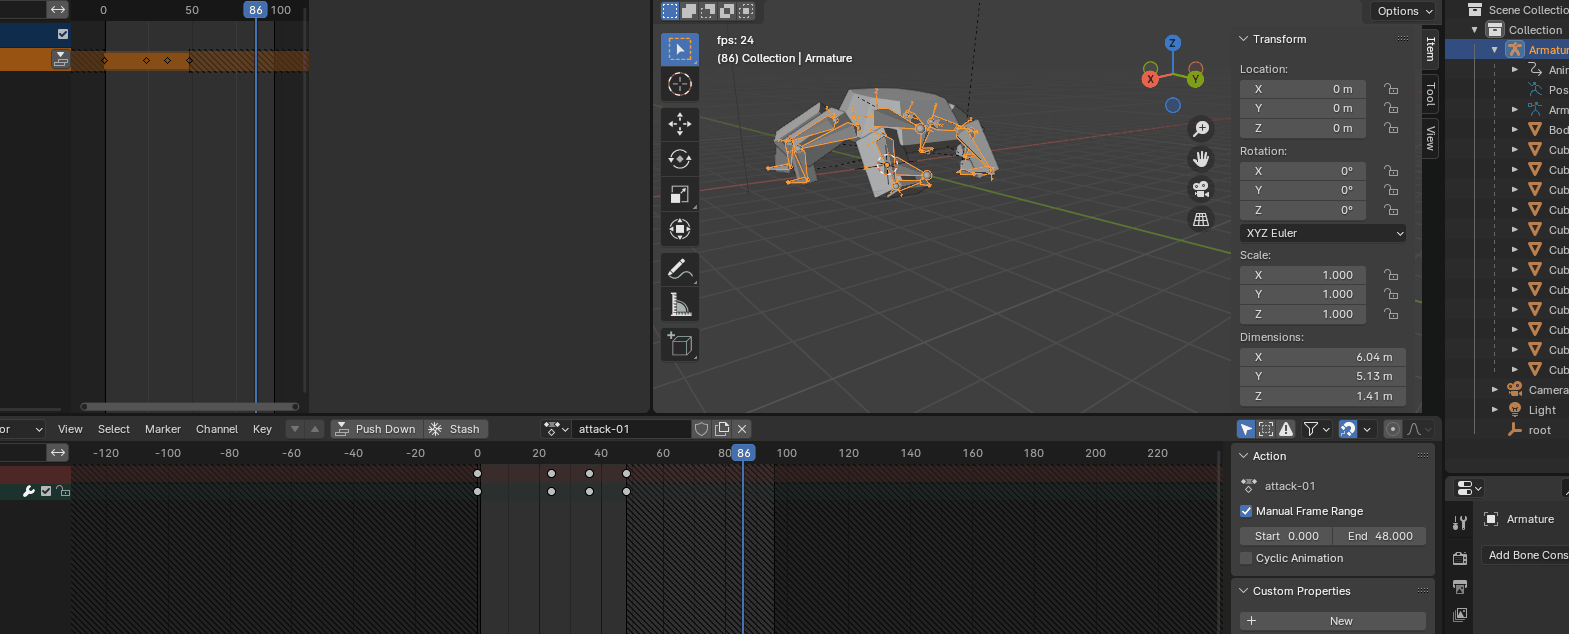 0 50 86 100
Options
fps: 24
(86) Collection | Armature
Z
X
Y
Transform
Location:
X 0 m
Y 0 m
Z 0 m
Rotation:
X 0°
Y 0°
Z 0°
XYZ Euler
Scale:
X 1.000
Y 1.000
Z 1.000
Dimensions:
X 6.04 m
Y 5.13 m
Z 1.41 m
Item
Tool
View
Scene Collectio
Collection
Armatur
Anir
Pos
Arm
Bod
Cub
Cub
Cub
Cub
Cub
Cub
Cub
Cub
Cub
Cub
Cub
Cub
Camera
Light
root
or View Select Marker Channel Key Push Down Stash attack-01
-120 -100 -80 -60 -40 -20 0 20 40 60 80 86 100 120 140 160 180 200 220
Action
attack-01
Manual Frame Range
Start 0.000 End 48.000
Cyclic Animation
Custom Properties
New
Armature
Add Bone Cons